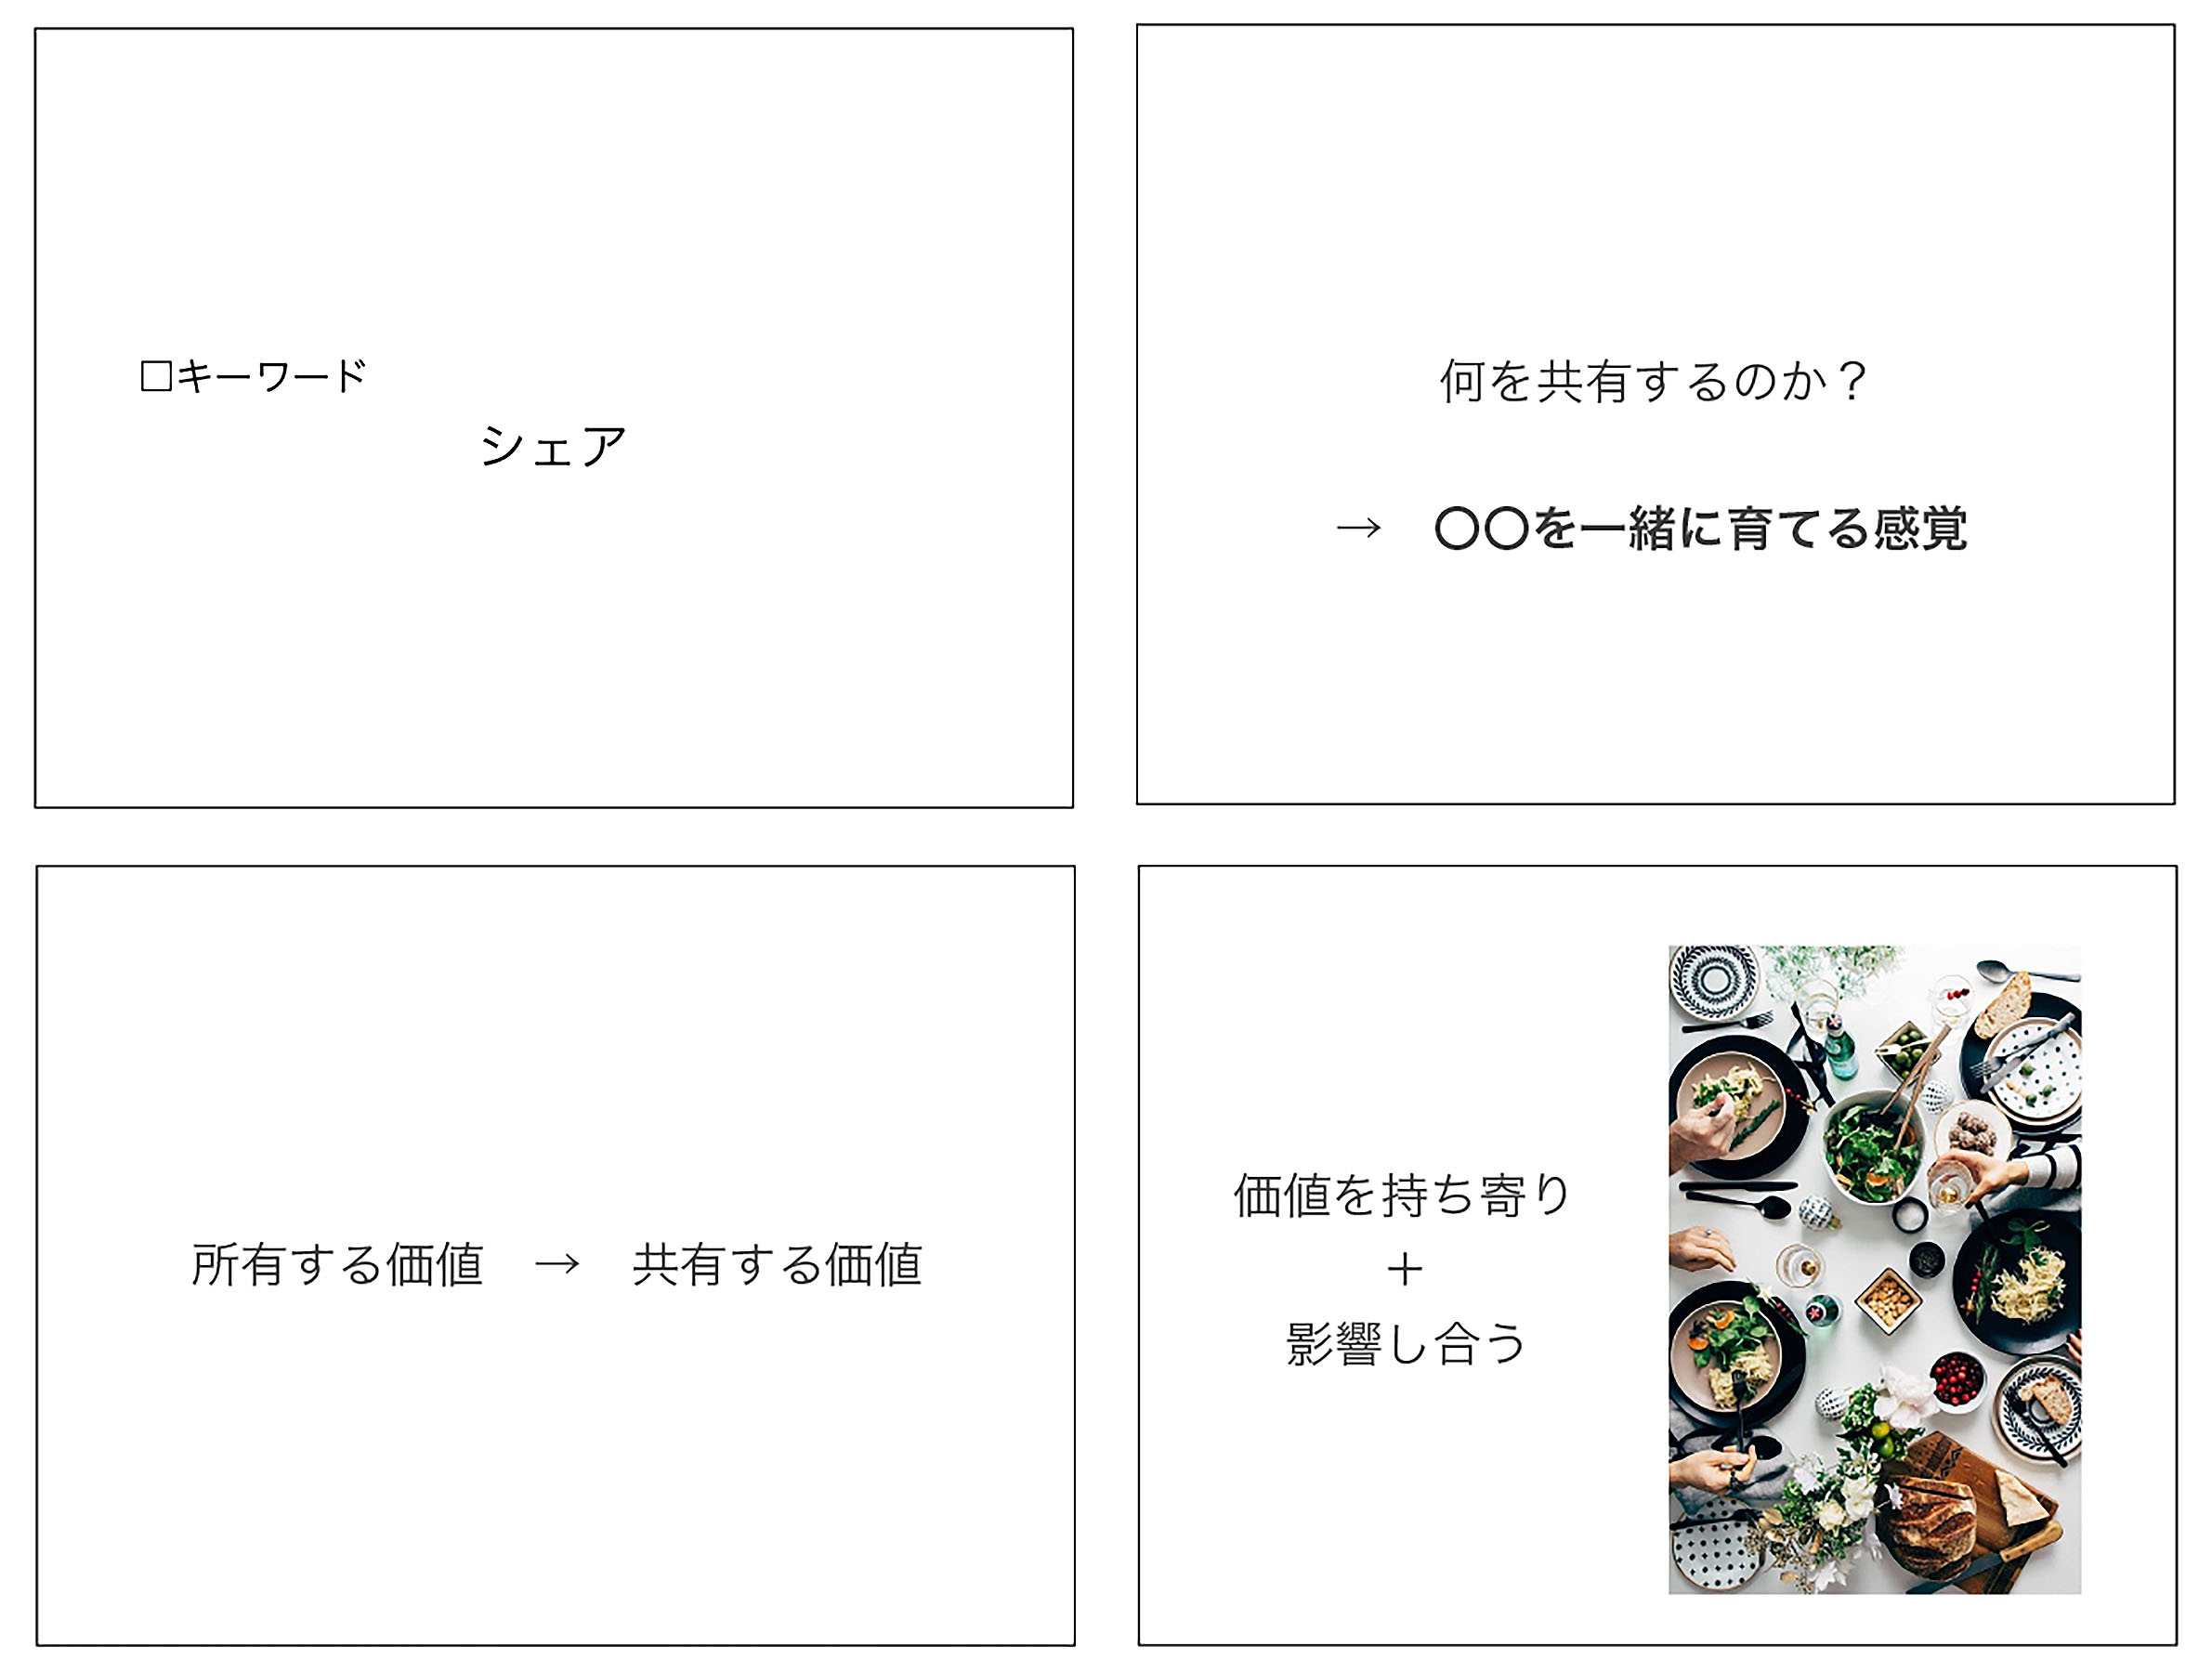 □キーワード
シェア
何を共有するのか？
→　〇〇を一緒に育てる感覚
所有する価値　→　共有する価値
価値を持ち寄り
＋
影響し合う